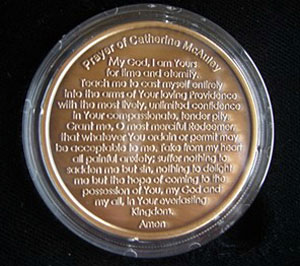 Prayer of Catherine McAuley
My God, I am Yours
for time and eternity.
Teach me to cast myself entirely
into the arms of Your loving Providence
with the most lively, unlimited confidence
in Your compassionate, tender pity.
Grant me, O most merciful Redeemer,
that whatever You ordain or permit may
be acceptable to me. Take from my heart
all painful anxiety; suffer nothing to
sadden me but sin, nothing to delight
me but the hope of coming to the
possession of You, my God and
my all, in Your everlasting
Kingdom.
Amen